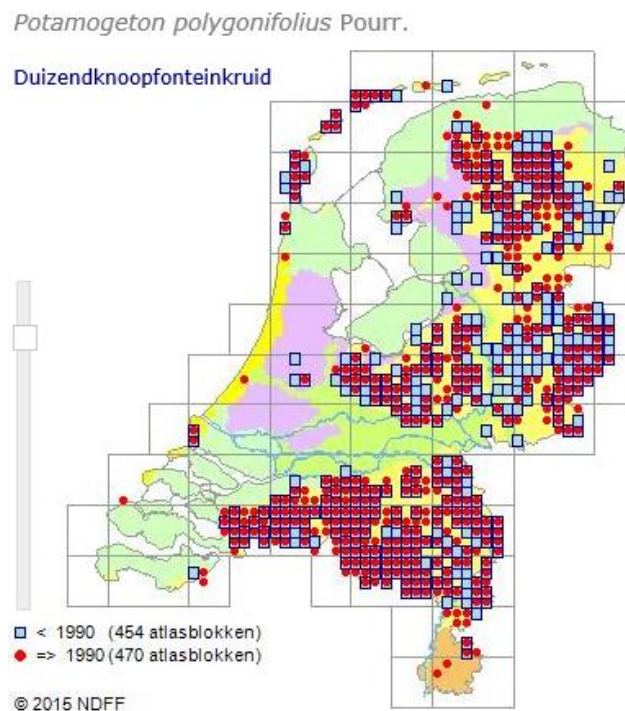 Potamogeton polygonifolius Pourr.
Duizendknoopfonteinkruid
< 1990 (454 atlasblokken)
=> 1990 (470 atlasblokken)
© 2015 NDFF